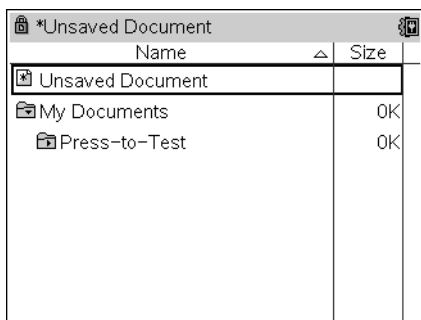 *Unsaved Document
Name Size
Unsaved Document
My Documents 0K
Press-to-Test 0K